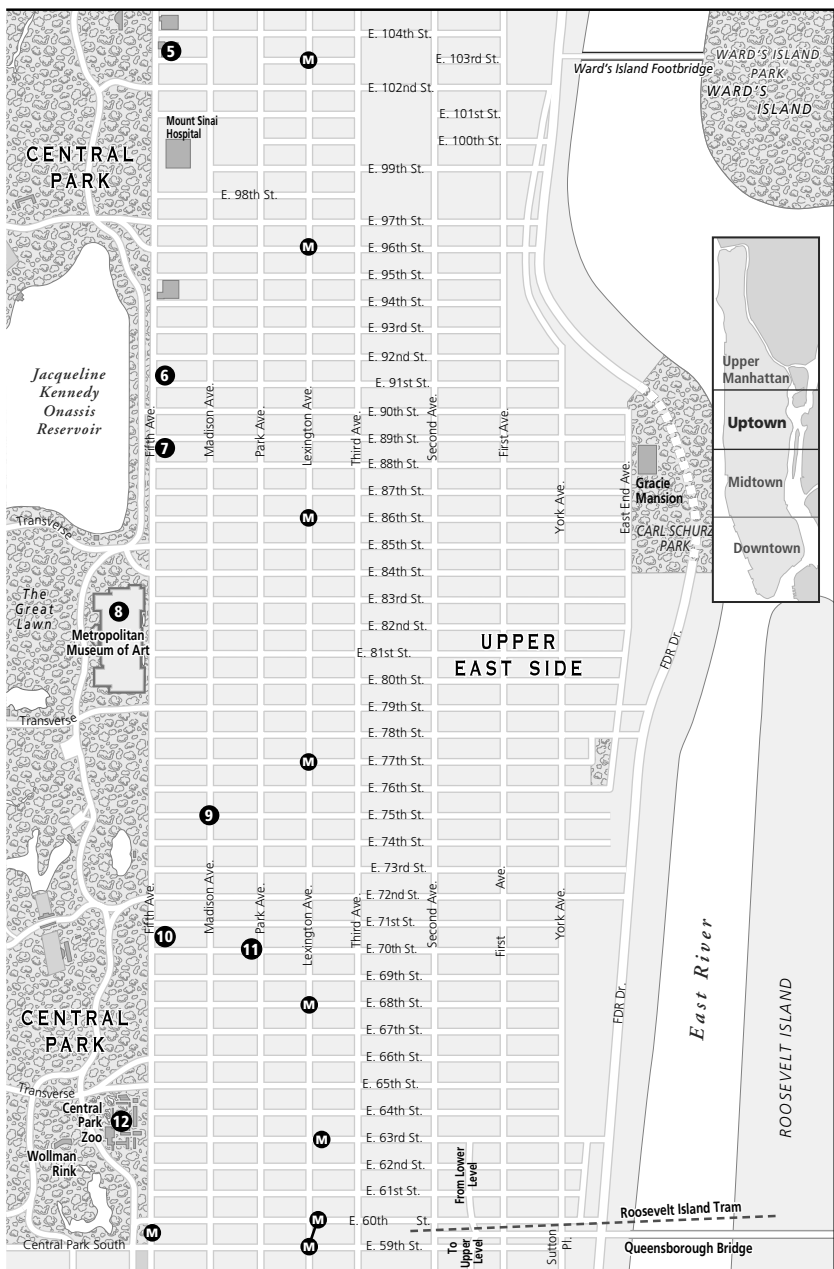 E. 104th St.
5
M
E. 103rd St.
Ward's Island Footbridge
WARD'S ISLAND
PARK
WARD'S
ISLAND
E. 102nd St.
E. 101st St.
Mount Sinai
Hospital
E. 100th St.
CENTRAL
PARK
E. 99th St.
E. 98th St.
E. 97th St.
M
E. 96th St.
E. 95th St.
E. 94th St.
E. 93rd St.
E. 92nd St.
6
E. 91st St.
Jacqueline
Kennedy
Onassis
Reservoir
Upper
Manhattan
Uptown
Midtown
Downtown
Fifth Ave.
Madison Ave.
Park Ave.
Lexington Ave.
Third Ave.
Second Ave.
First Ave.
York Ave.
East End Ave.
E. 90th St.
E. 89th St.
7
E. 88th St.
E. 87th St.
Gracie
Mansion
M
E. 86th St.
Transverse
CARL SCHURZ
PARK
E. 85th St.
E. 84th St.
The
Great
Lawn
E. 83rd St.
8
Metropolitan
Museum of Art
E. 82nd St.
UPPER
EAST SIDE
E. 81st St.
FDR Dr.
E. 80th St.
E. 79th St.
Transverse
E. 78th St.
M
E. 77th St.
E. 76th St.
9
E. 75th St.
E. 74th St.
E. 73rd St.
Fifth Ave.
Madison Ave.
Park Ave.
Lexington Ave.
Third Ave.
Second Ave.
First Ave.
York Ave.
E. 72nd St.
E. 71st St.
10
11
E. 70th St.
E. 69th St.
M
E. 68th St.
FDR Dr.
East River
ROOSEVELT ISLAND
CENTRAL
PARK
E. 67th St.
E. 66th St.
E. 65th St.
Transverse
Central
Park
Zoo
12
E. 64th St.
M
E. 63rd St.
Wollman
Rink
E. 62nd St.
From Lower
Level
E. 61st St.
Roosevelt Island Tram
M
E. 60th St.
M
Central Park South
M
E. 59th St.
To
Upper
Level
Sutton
Pl.
Queensborough Bridge